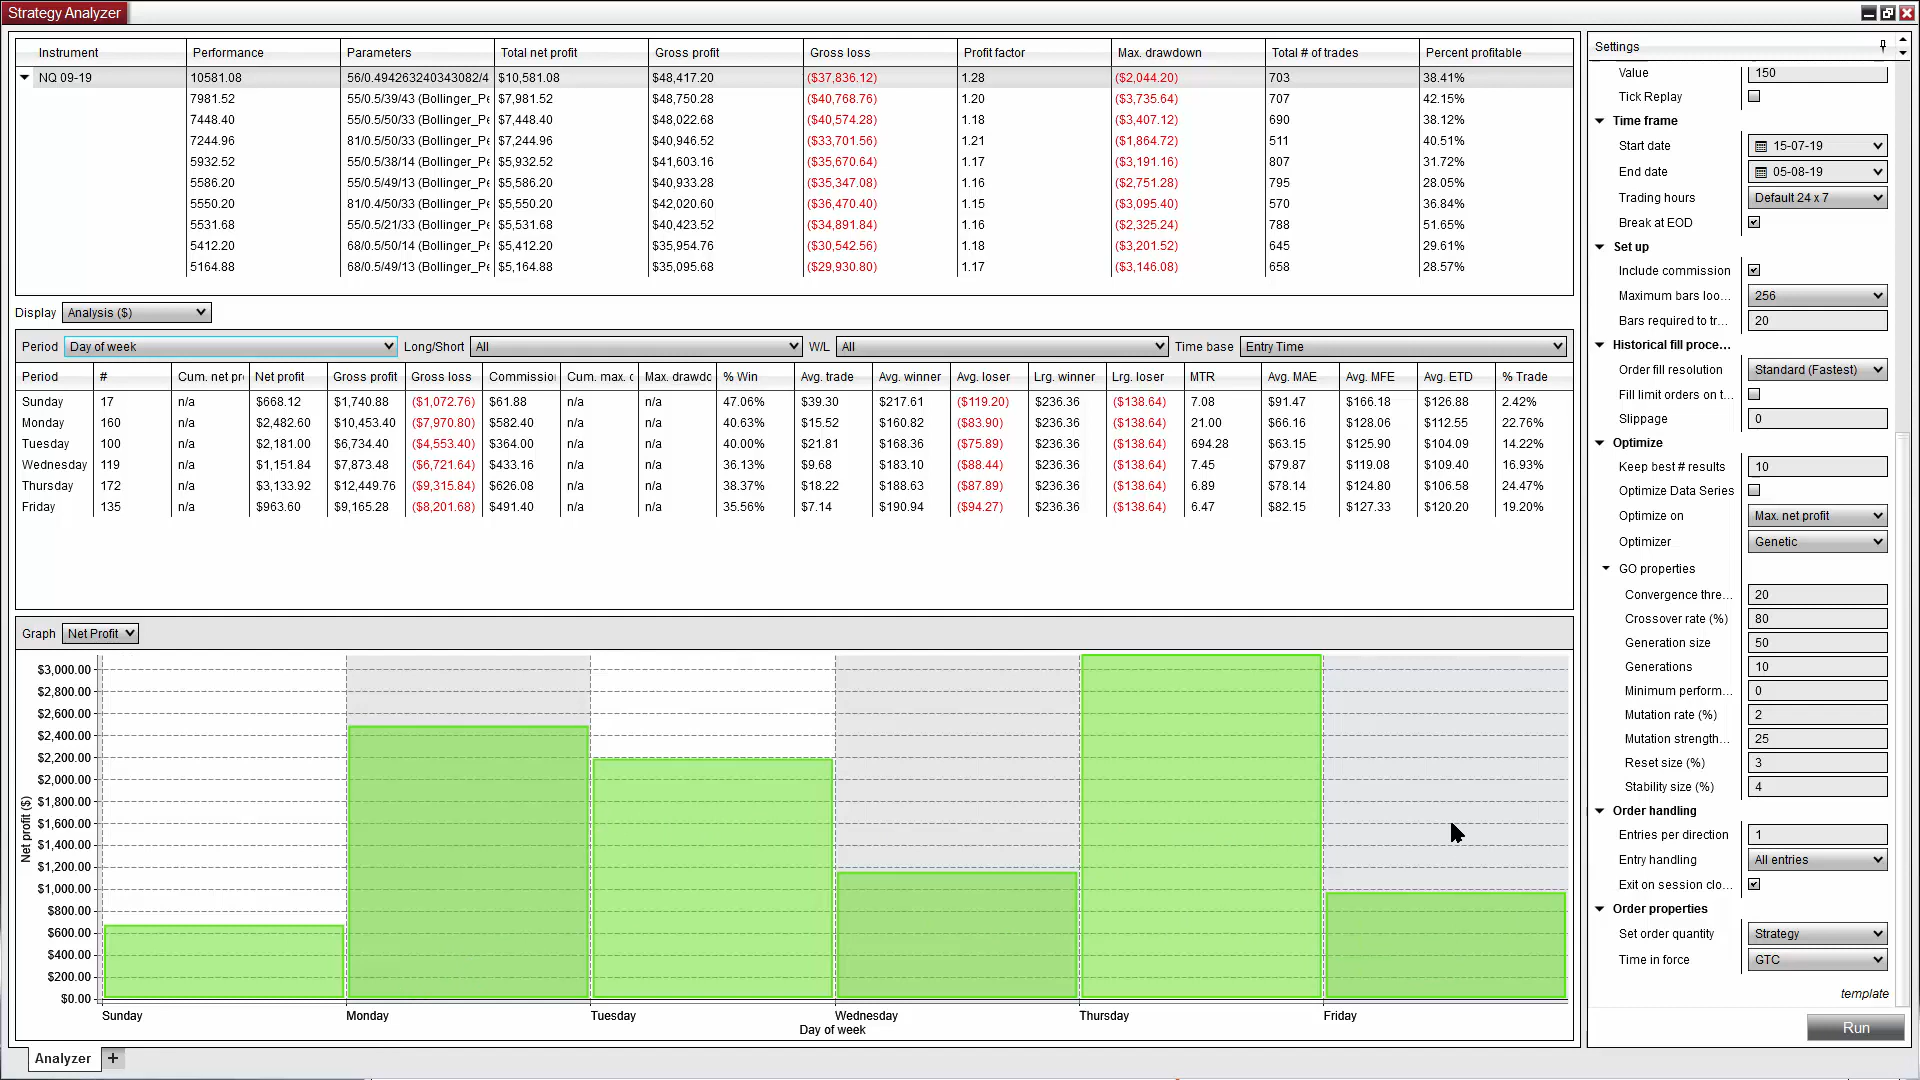 Strategy Analyzer
Instrument Performance Parameters Total net profit Gross profit Gross loss Profit factor Max. drawdown Total # of trades Percent profitable
NQ 09-19 10581.08 56/0.494263240343082/4 $10,581.08 $48,417.20 ($37,836.12) 1.28 ($2,044.20) 703 38.41%
7981.52 55/0.5/39/43 (Bollinger_Pe $7,981.52 $48,750.28 ($40,768.76) 1.20 ($3,735.64) 707 42.15%
7448.40 55/0.5/50/33 (Bollinger_Pe $7,448.40 $48,022.68 ($40,574.28) 1.18 ($3,407.12) 690 38.12%
7244.96 81/0.5/50/33 (Bollinger_Pe $7,244.96 $40,946.52 ($33,701.56) 1.21 ($1,864.72) 511 40.51%
5932.52 55/0.5/38/14 (Bollinger_Pe $5,932.52 $41,603.16 ($35,670.64) 1.17 ($3,191.16) 807 31.72%
5586.20 55/0.5/49/13 (Bollinger_Pe $5,586.20 $40,933.28 ($35,347.08) 1.16 ($2,751.28) 795 28.05%
5550.20 81/0.4/50/33 (Bollinger_Pe $5,550.20 $42,020.60 ($36,470.40) 1.15 ($3,095.40) 570 36.84%
5531.68 55/0.5/21/33 (Bollinger_Pe $5,531.68 $40,423.52 ($34,891.84) 1.16 ($2,325.24) 788 51.65%
5412.20 68/0.5/50/14 (Bollinger_Pe $5,412.20 $35,954.76 ($30,542.56) 1.18 ($3,201.52) 645 29.61%
5164.88 68/0.5/49/13 (Bollinger_Pe $5,164.88 $35,095.68 ($29,930.80) 1.17 ($3,146.08) 658 28.57%
Display Analysis ($)
Period Day of week Long/Short All W/L All Time base Entry Time
Period # Cum. net pr Net profit Gross profit Gross loss Commissio Cum. max. d Max. drawdo % Win Avg. trade Avg. winner Avg. loser Lrg. winner Lrg. loser MTR Avg. MAE Avg. MFE Avg. ETD % Trade
Sunday 17 n/a $668.12 $1,740.88 ($1,072.76) $61.88 n/a n/a 47.06% $39.30 $217.61 ($119.20) $236.36 ($138.64) 7.08 $91.47 $166.18 $126.88 2.42%
Monday 160 n/a $2,482.60 $10,453.40 ($7,970.80) $582.40 n/a n/a 40.63% $15.52 $160.82 ($83.90) $236.36 ($138.64) 21.00 $66.16 $128.06 $112.55 22.76%
Tuesday 100 n/a $2,181.00 $6,734.40 ($4,553.40) $364.00 n/a n/a 40.00% $21.81 $168.36 ($75.89) $236.36 ($138.64) 694.28 $63.15 $125.90 $104.09 14.22%
Wednesday 119 n/a $1,151.84 $7,873.48 ($6,721.64) $433.16 n/a n/a 36.13% $9.68 $183.10 ($88.44) $236.36 ($138.64) 7.45 $79.87 $119.08 $109.40 16.93%
Thursday 172 n/a $3,133.92 $12,449.76 ($9,315.84) $626.08 n/a n/a 38.37% $18.22 $188.63 ($87.89) $236.36 ($138.64) 6.89 $78.14 $124.80 $106.58 24.47%
Friday 135 n/a $963.60 $9,165.28 ($8,201.68) $491.40 n/a n/a 35.56% $7.14 $190.94 ($94.27) $236.36 ($138.64) 6.47 $82.15 $127.33 $120.20 19.20%
Graph Net Profit
$3,000.00
$2,800.00
$2,600.00
$2,400.00
$2,200.00
$2,000.00
$1,800.00
$1,600.00
$1,400.00
$1,200.00
$1,000.00
$800.00
$600.00
$400.00
$200.00
$0.00
Net profit ($)
Sunday Monday Tuesday Wednesday Thursday Friday
Day of week
Analyzer +
Settings
Value 150
Tick Replay
Time frame
Start date 15-07-19
End date 05-08-19
Trading hours Default 24 x 7
Break at EOD
Set up
Include commission
Maximum bars loo... 256
Bars required to tr... 20
Historical fill proce...
Order fill resolution Standard (Fastest)
Fill limit orders on t...
Slippage 0
Optimize
Keep best # results 10
Optimize Data Series
Optimize on Max. net profit
Optimizer Genetic
GO properties
Convergence thre... 20
Crossover rate (%) 80
Generation size 50
Generations 10
Minimum perform... 0
Mutation rate (%) 2
Mutation strength... 25
Reset size (%) 3
Stability size (%) 4
Order handling
Entries per direction 1
Entry handling All entries
Exit on session clo...
Order properties
Set order quantity Strategy
Time in force GTC
template
Run